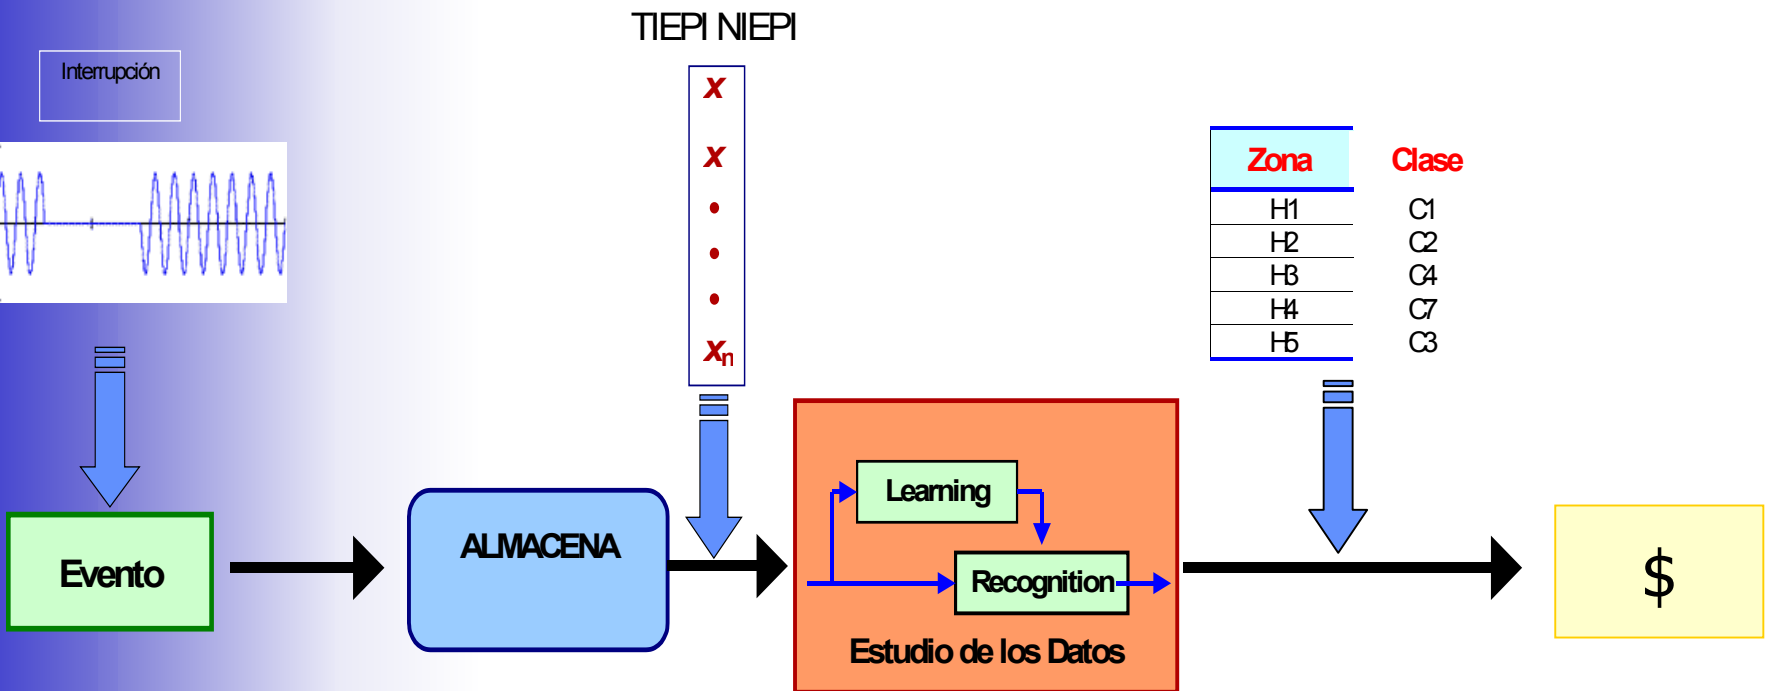 TIEPI NIEPI
Interrupción
x
x
•
•
•
xn
Zona Clase
H1 C1
H2 C2
H3 C4
H4 C7
H5 C3
Evento
ALMACENA
Learning
Recognition
Estudio de los Datos
$